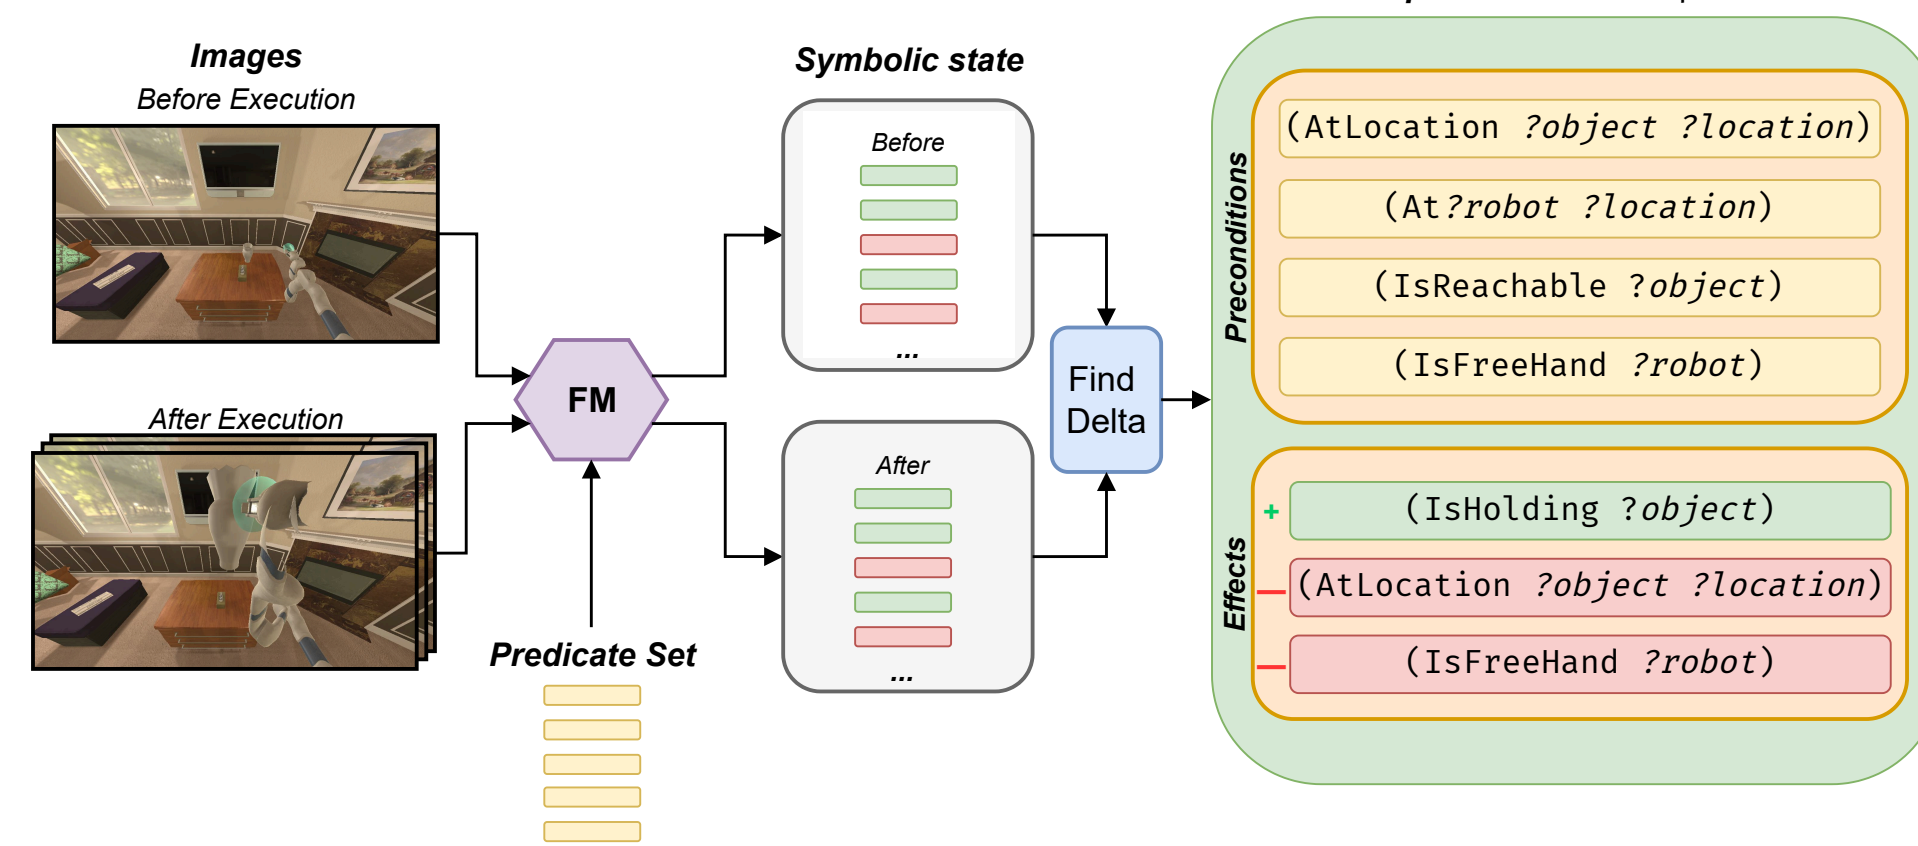 Images
Before Execution
After Execution
FM
Predicate Set
Symbolic state
Before
...
After
...
Find
Delta
Preconditions
(AtLocation ?object ?location)
(At?robot ?location)
(IsReachable ?object)
(IsFreeHand ?robot)
Effects
+ (IsHolding ?object)
— (AtLocation ?object ?location)
— (IsFreeHand ?robot)